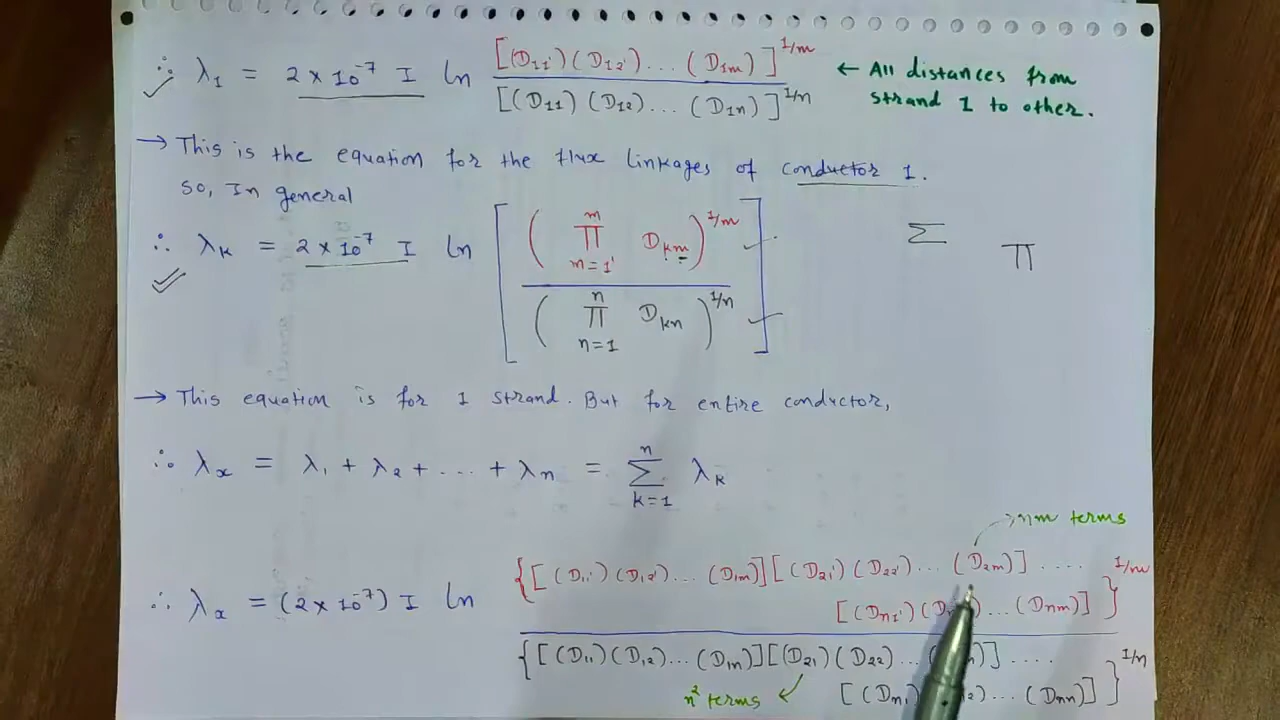 ∴ λ₁ = 2 × 10⁻⁷ I ln [(D₁₁')(D₁₂')...(D₁ₘ)]^1/m / [(D₁₁)(D₁₂)...(D₁ₙ)]^1/n ← All distances from
strand 1 to other.
→ This is the equation for the flux linkages of conductor 1.
so, In general
∴ λₖ = 2 × 10⁻⁷ I ln [ ( m Π m=1' Dₖₘ )^1/m / ( n Π n=1 Dₖₙ )^1/n ] Σ Π
→ This equation is for 1 strand. But for entire conductor,
∴ λₓ = λ₁ + λ₂ + ... + λₙ = n Σ k=1 λₖ
→ nm terms
∴ λₓ = (2 × 10⁻⁷) I ln {[(D₁₁')(D₁₂')...(D₁ₘ)][(D₂₁')(D₂₂')...(D₂ₘ)]....
[(Dₙ₁')(D ...(Dₙₘ)]}^1/m
{[(D₁₁)(D₁₂)...(D₁ₙ)][(D₂₁)(D₂₂)... )]....
n² terms [(Dₙ₁ ...(Dₙₙ)]}^1/n